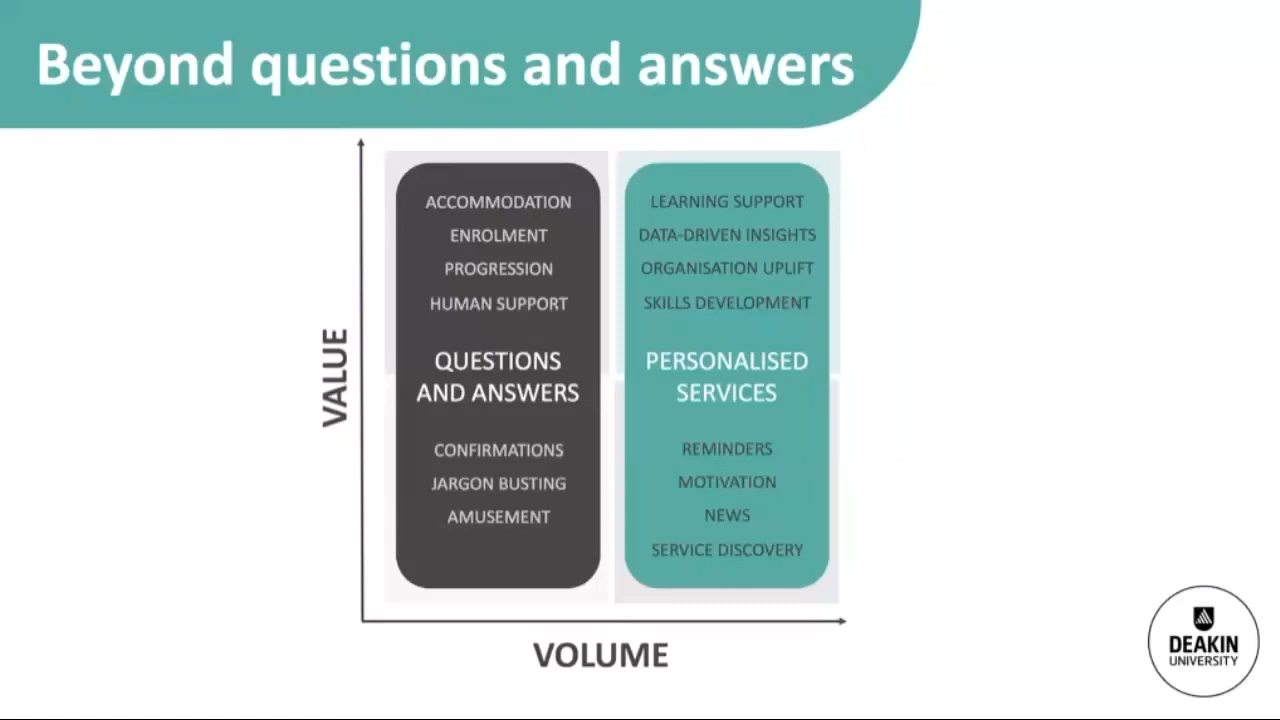 Beyond questions and answers
VALUE
ACCOMMODATION
ENROLMENT
PROGRESSION
HUMAN SUPPORT
QUESTIONS
AND ANSWERS
CONFIRMATIONS
JARGON BUSTING
AMUSEMENT
LEARNING SUPPORT
DATA-DRIVEN INSIGHTS
ORGANISATION UPLIFT
SKILLS DEVELOPMENT
PERSONALISED
SERVICES
REMINDERS
MOTIVATION
NEWS
SERVICE DISCOVERY
VOLUME
DEAKIN
UNIVERSITY